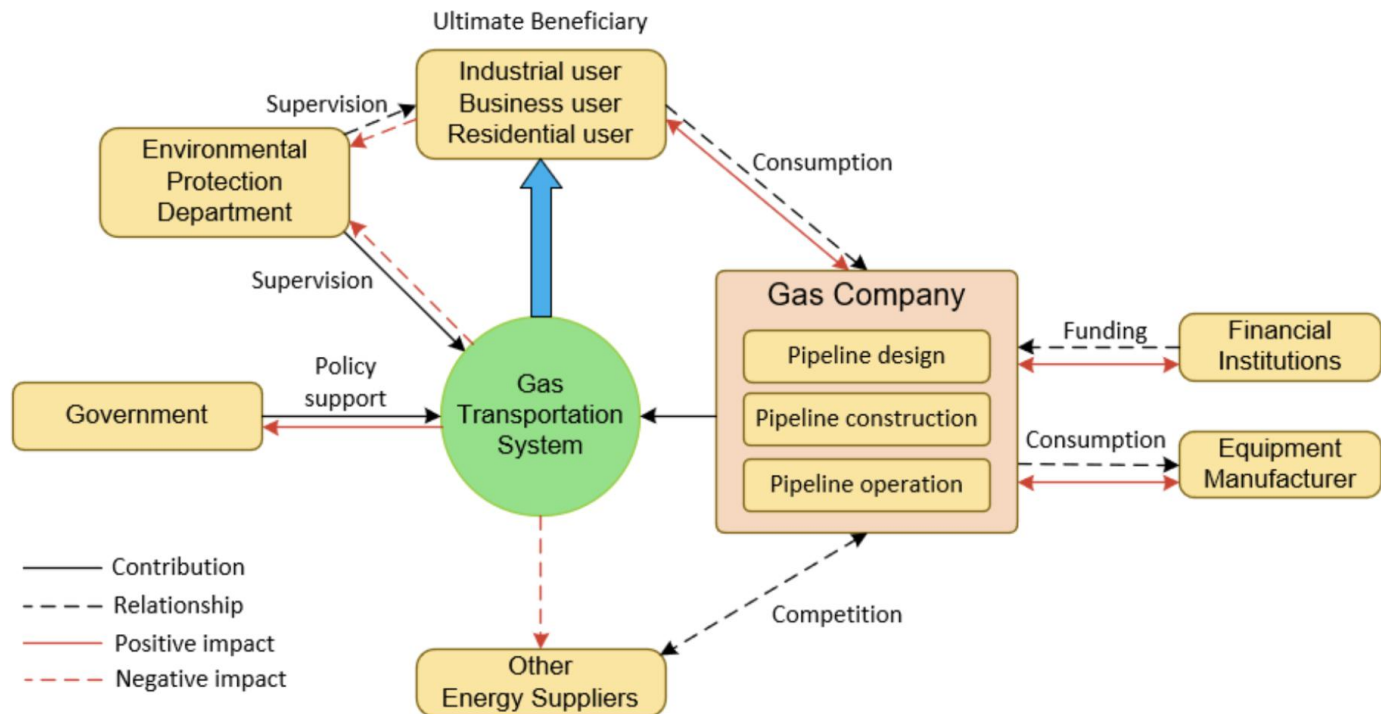 Ultimate Beneficiary
Industrial user
Business user
Residential user
Supervision
Environmental
Protection
Department
Consumption
Supervision
Gas Company
Pipeline design
Pipeline construction
Pipeline operation
Funding
Financial
Institutions
Policy
support
Government
Gas
Transportation
System
Consumption
Equipment
Manufacturer
Contribution
Relationship
Positive impact
Negative impact
Competition
Other
Energy Suppliers